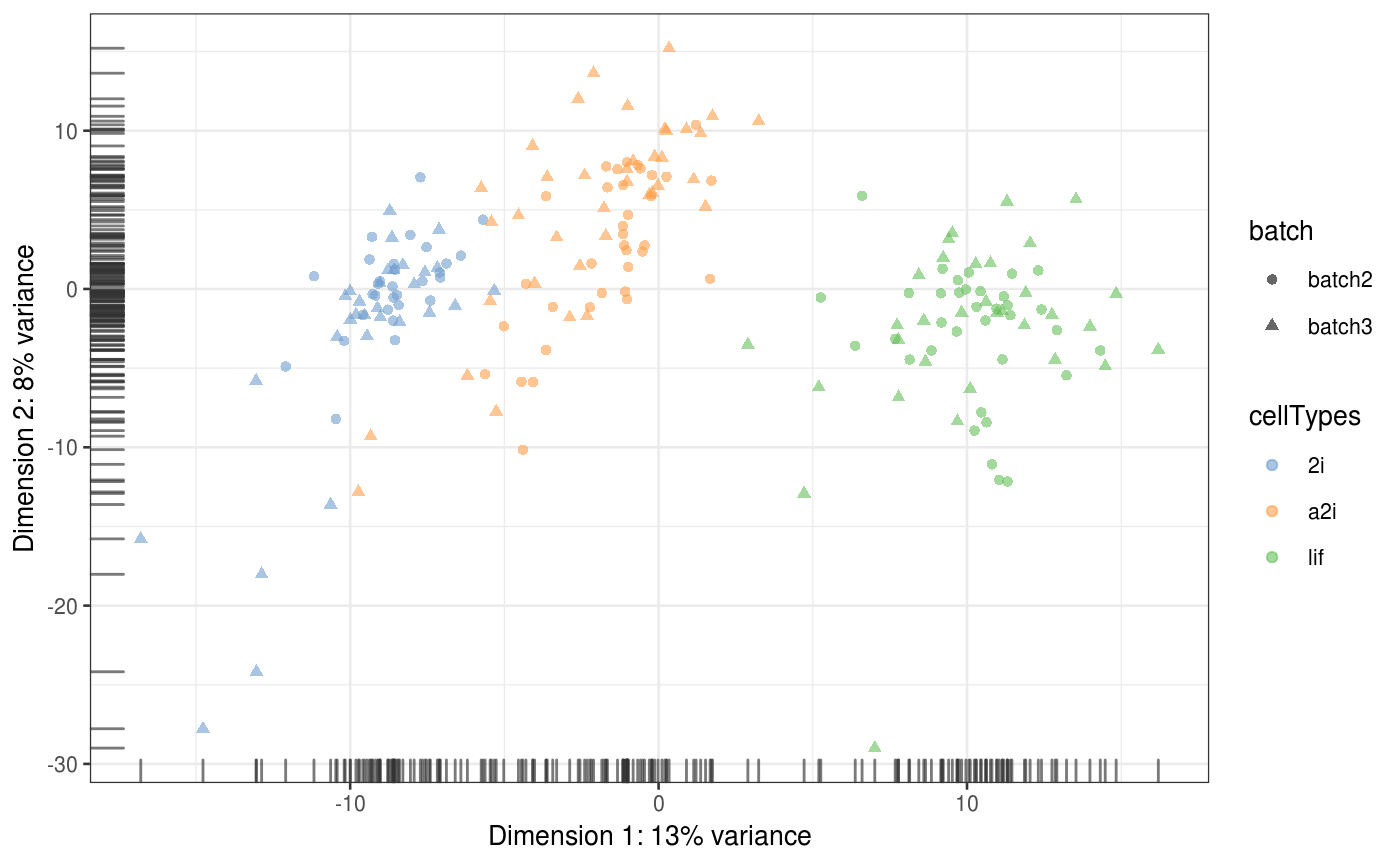 10
0
-10
-20
-30
-10
0
10
Dimension 1: 13% variance
Dimension 2: 8% variance
batch
batch2
batch3
cellTypes
2i
a2i
lif